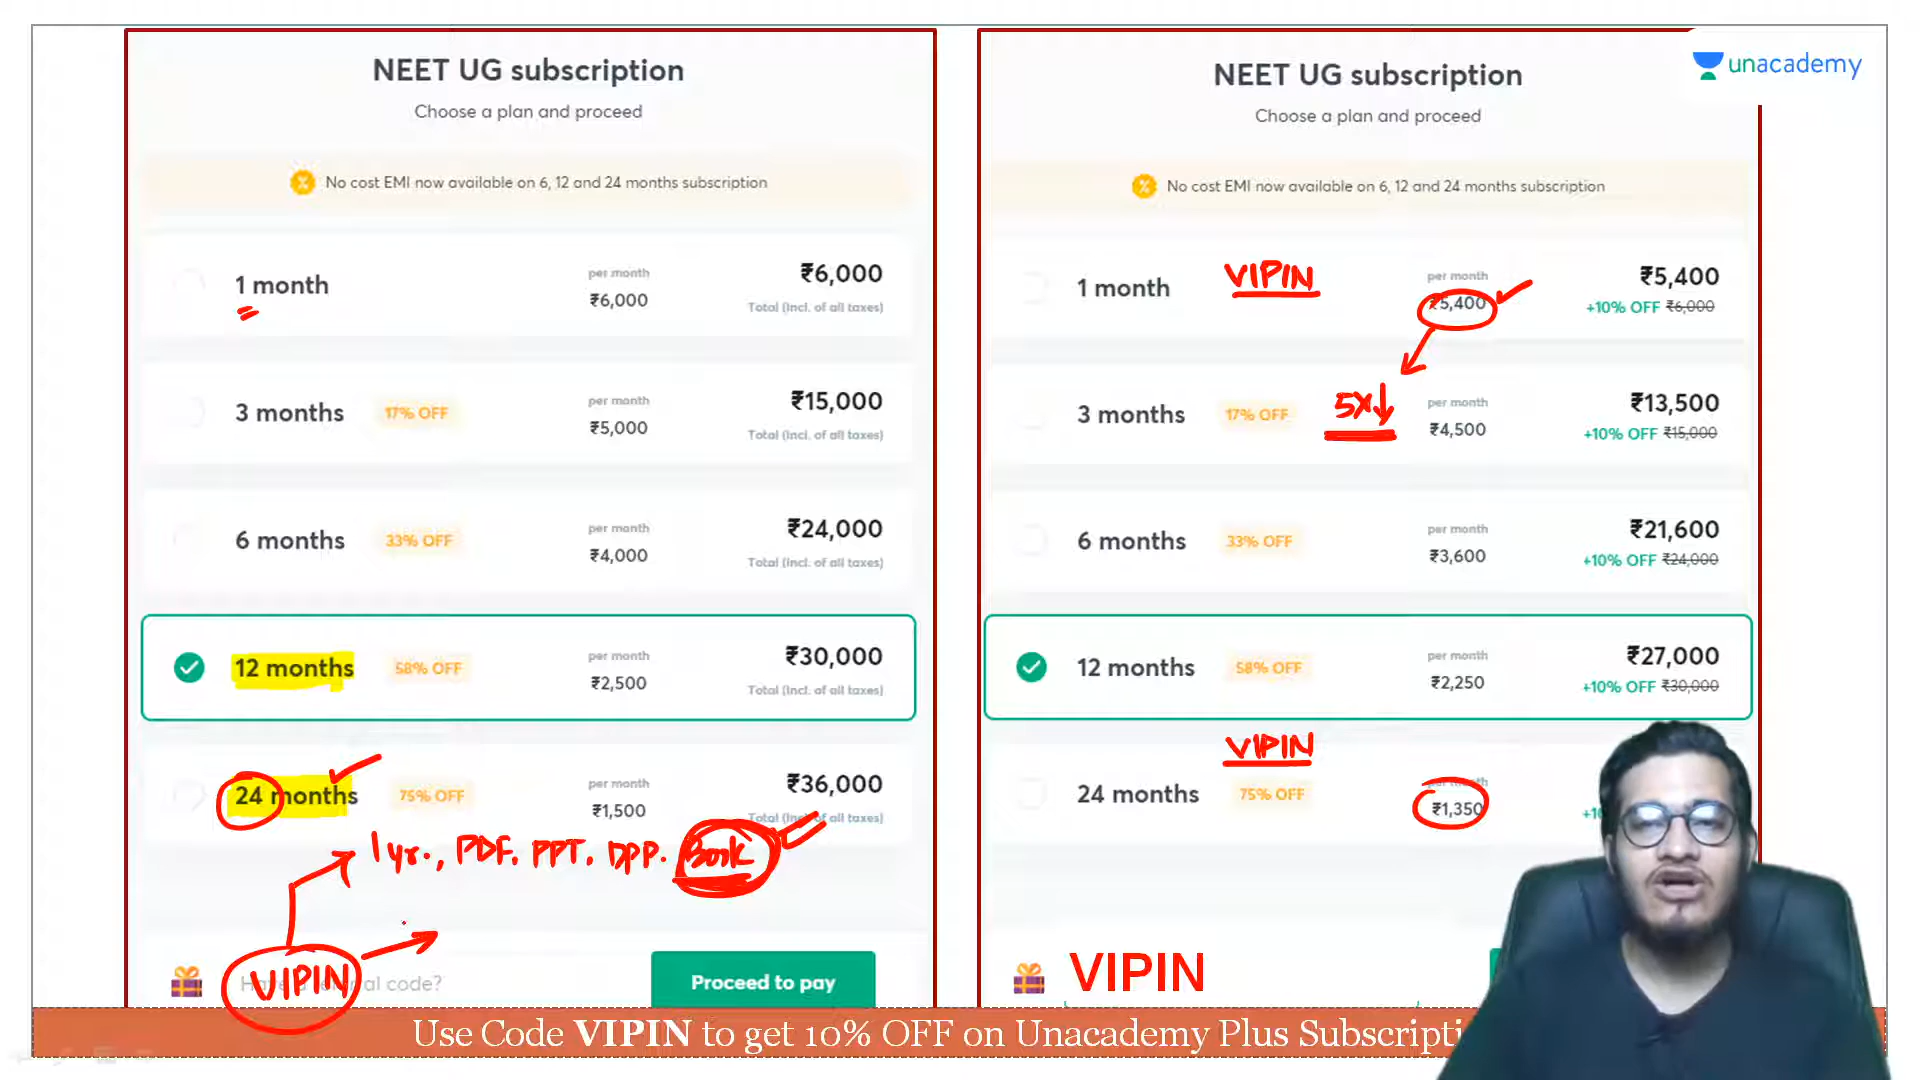 NEET UG subscription
Choose a plan and proceed
No cost EMI now available on 6, 12 and 24 months subscription
1 month
per month
₹6,000
₹6,000
Total (Incl. of all taxes)
3 months
17% OFF
per month
₹5,000
₹15,000
Total (Incl. of all taxes)
6 months
33% OFF
per month
₹4,000
₹24,000
Total (Incl. of all taxes)
12 months
58% OFF
per month
₹2,500
₹30,000
Total (Incl. of all taxes)
24 months
75% OFF
per month
₹1,500
₹36,000
Total (Incl. of all taxes)
1 yr., PDF. PPT. DPP. Book
VIPIN
code?
Proceed to pay
NEET UG subscription
Choose a plan and proceed
No cost EMI now available on 6, 12 and 24 months subscription
1 month
VIPIN
per month
₹5,400
₹5,400
+10% OFF ₹6,000
3 months
17% OFF
5X↓
per month
₹4,500
₹13,500
+10% OFF ₹15,000
6 months
33% OFF
per month
₹3,600
₹21,600
+10% OFF ₹24,000
12 months
58% OFF
per month
₹2,250
₹27,000
+10% OFF ₹30,000
VIPIN
24 months
75% OFF
per month
₹1,350
VIPIN
unacademy
Use Code VIPIN to get 10% OFF on Unacademy Plus Subscripti